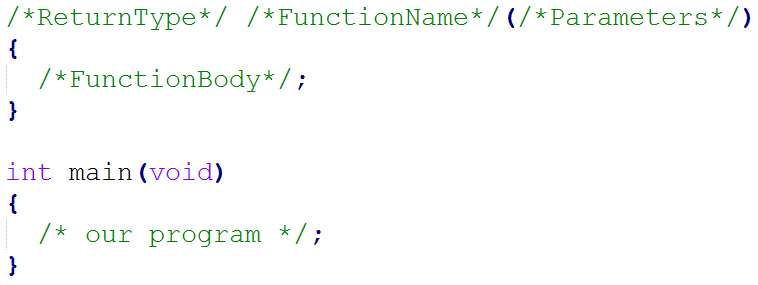 /*ReturnType*/ /*FunctionName*/(/*Parameters*/)
{
  /*FunctionBody*/;
}

int main(void)
{
  /* our program */;
}